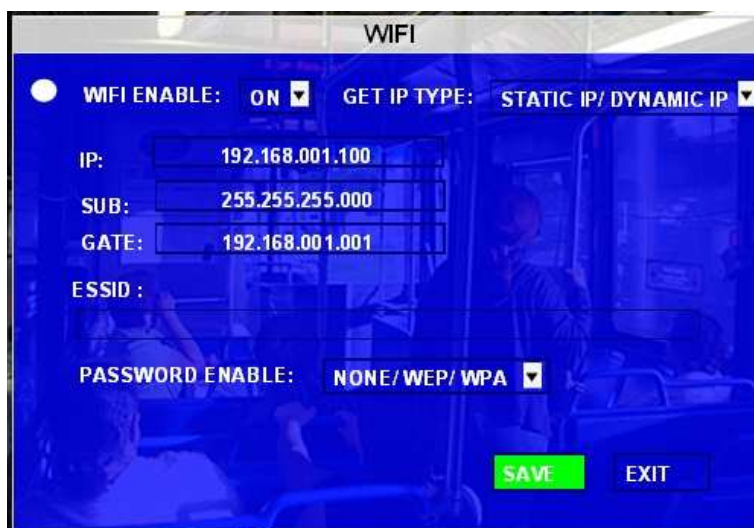 WIFI
WIFI ENABLE: ON GET IP TYPE: STATIC IP/ DYNAMIC IP
IP: 192.168.001.100
SUB: 255.255.255.000
GATE: 192.168.001.001
ESSID :
PASSWORD ENABLE: NONE/ WEP/ WPA
SAVE EXIT